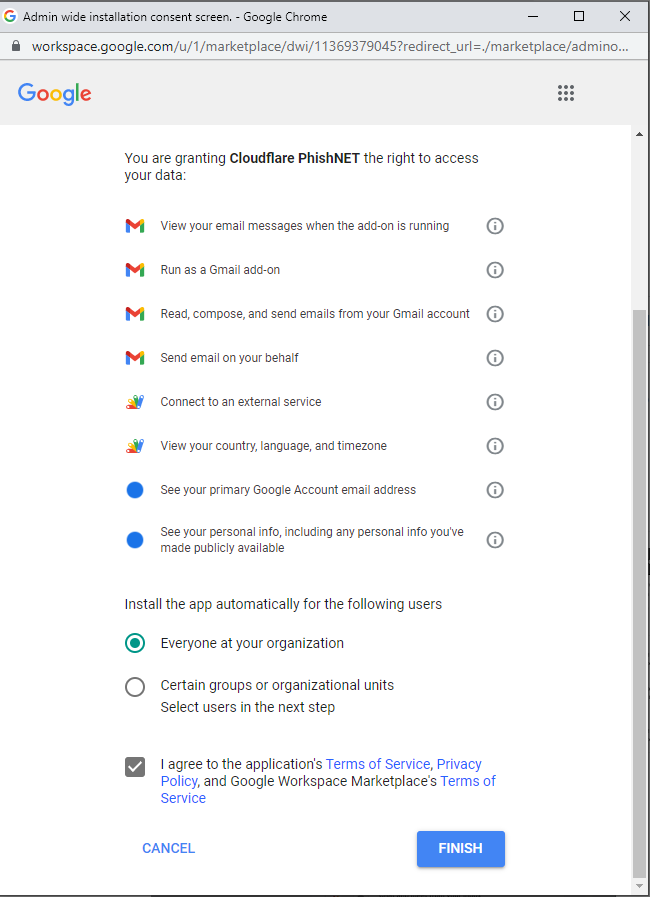 Admin wide installation consent screen. - Google Chrome
workspace.google.com/u/1/marketplace/dwi/11369379045?redirect_url=./marketplace/admino...
Google
You are granting Cloudflare PhishNET the right to access
your data:
View your email messages when the add-on is running
Run as a Gmail add-on
Read, compose, and send emails from your Gmail account
Send email on your behalf
Connect to an external service
View your country, language, and timezone
See your primary Google Account email address
See your personal info, including any personal info you've
made publicly available
Install the app automatically for the following users
Everyone at your organization
Certain groups or organizational units
Select users in the next step
I agree to the application's Terms of Service, Privacy
Policy, and Google Workspace Marketplace's Terms of
Service
CANCEL
FINISH